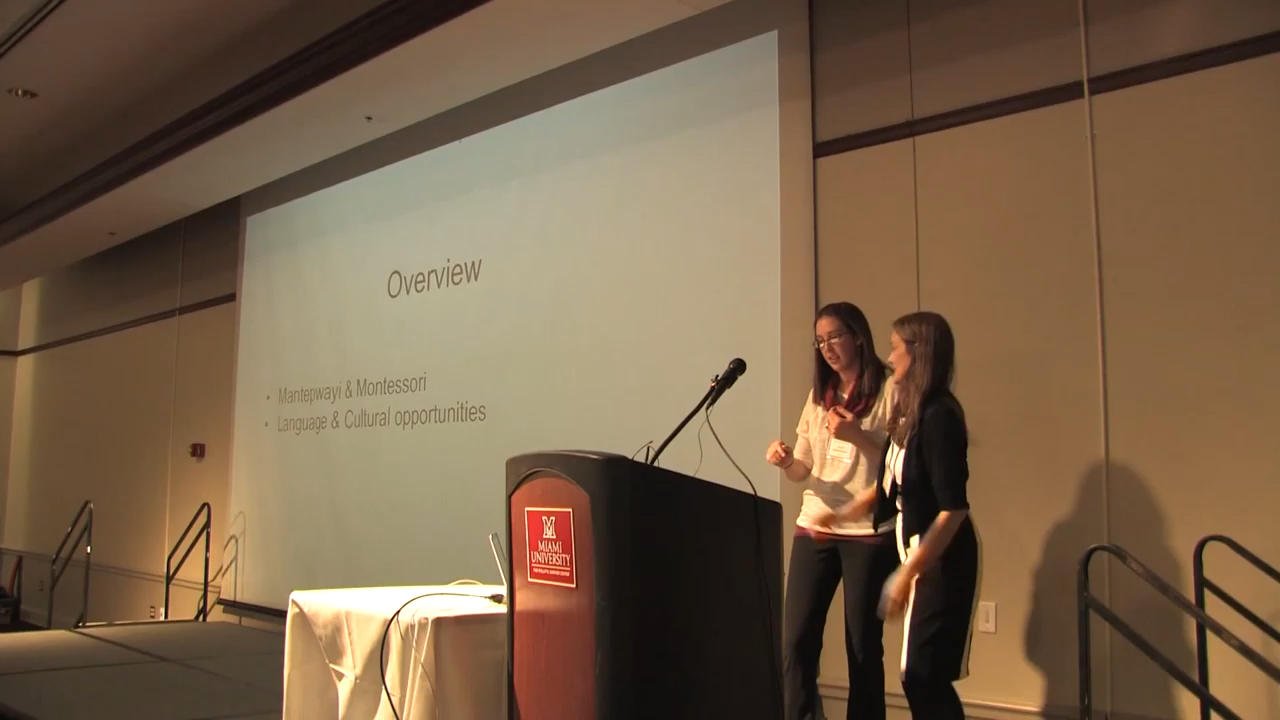 Overview
• Mantepwayi & Montessori
• Language & Cultural opportunities
MIAMI
UNIVERSITY